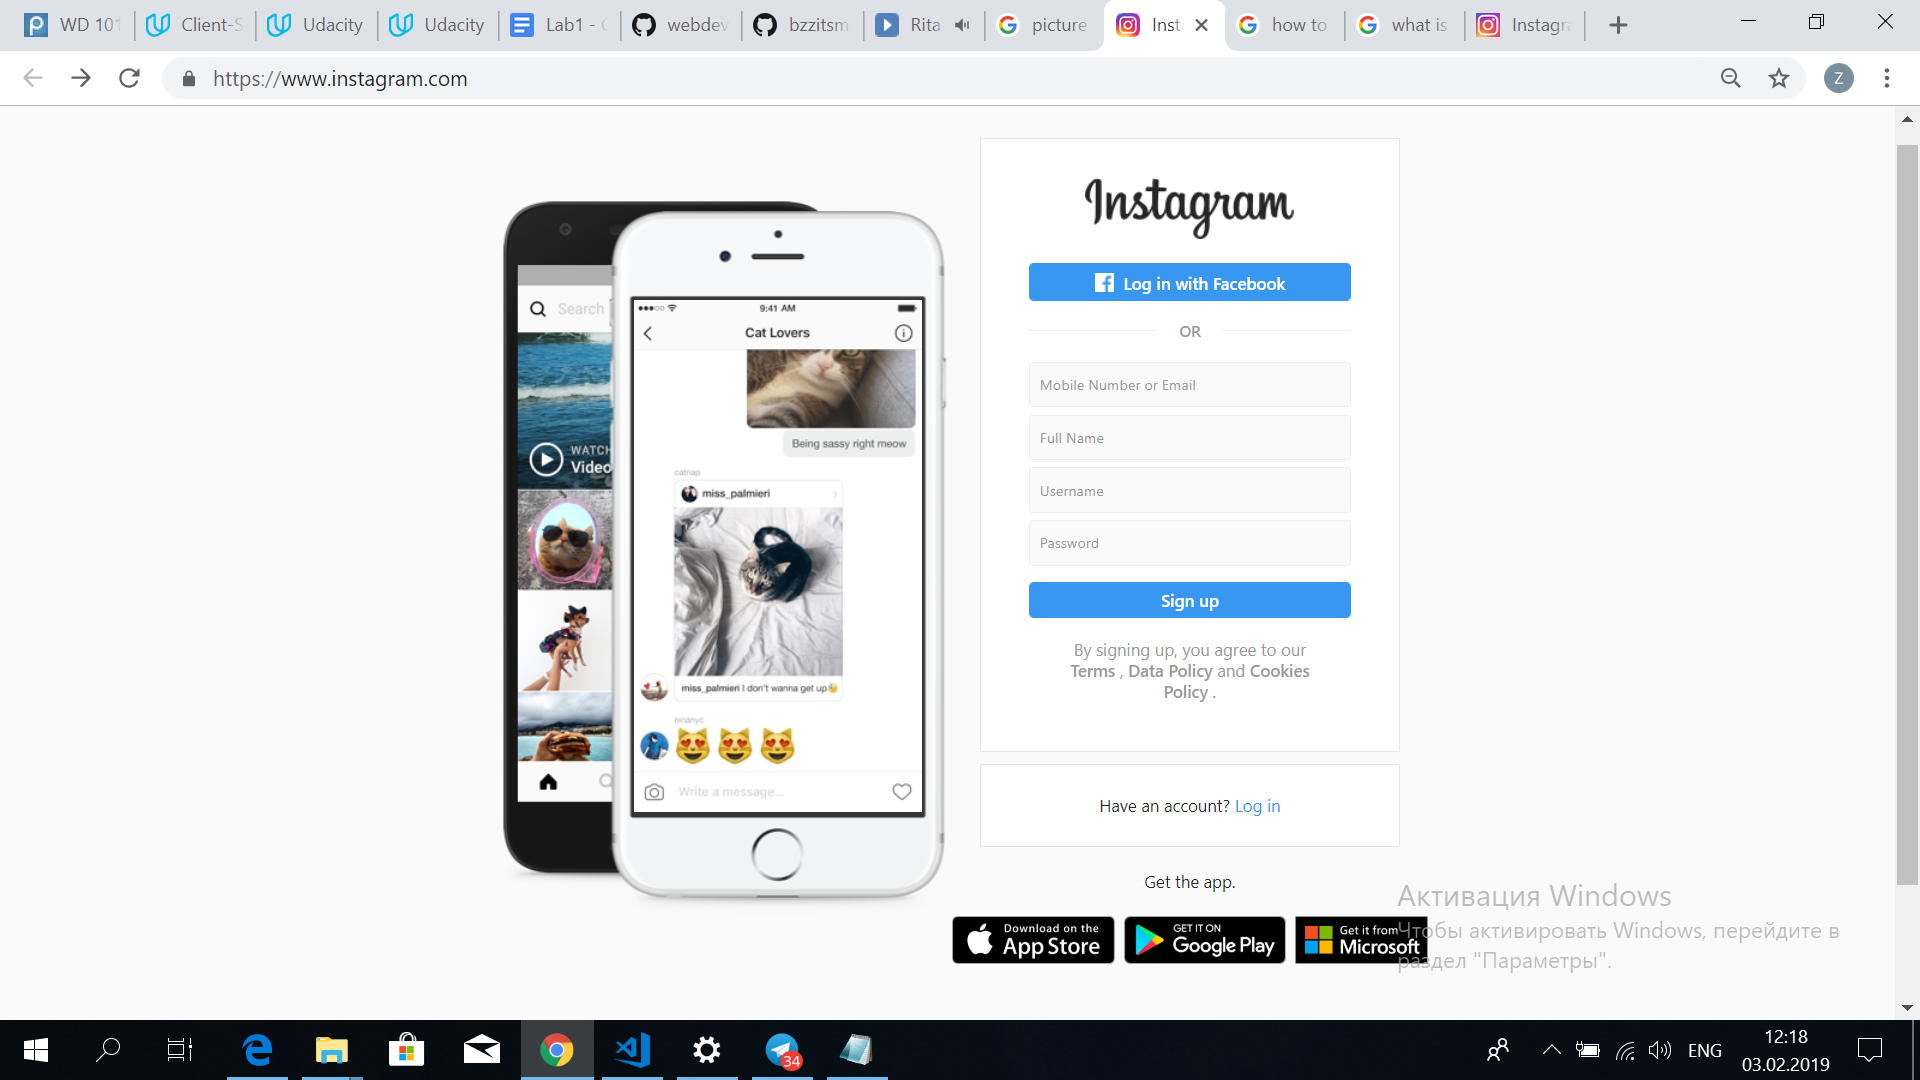 WD 101
Client-S
Udacity
Udacity
Lab1 - G
webdev
bzzitsm
Rita
picture
Inst
how to
what is
Instagra
https://www.instagram.com
Z
Instagram
Log in with Facebook
OR
Mobile Number or Email
Full Name
Username
Password
Sign up
By signing up, you agree to our
Terms , Data Policy and Cookies
Policy .
Have an account? Log in
Get the app.
Download on the
App Store
GET IT ON
Google Play
Get it from
Microsoft
Search
WATCH
Video
9:41 AM
Cat Lovers
Being sassy right meow
catnap
miss_palmieri
miss_palmieri I don't wanna get up
ninanyc
Write a message...
Активация Windows
Чтобы активировать Windows, перейдите в
раздел "Параметры".
34
ENG
12:18
03.02.2019